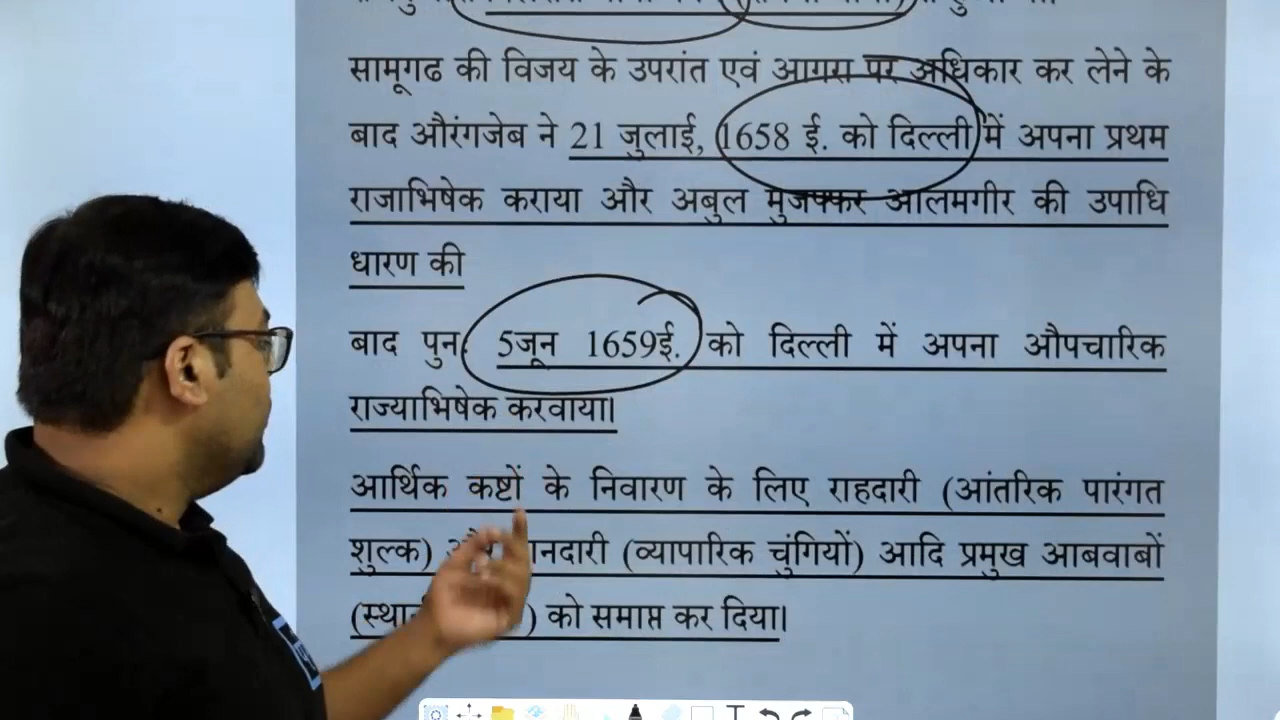 सामूगढ की विजय के उपरांत एवं आगरा पर अधिकार कर लेने के
बाद औरंगजेब ने 21 जुलाई, 1658 ई. को दिल्ली में अपना प्रथम
राजाभिषेक कराया और अबुल मुजफ्फर आलमगीर की उपाधि
धारण की
बाद पुन: 5जून 1659ई. को दिल्ली में अपना औपचारिक
राज्याभिषेक करवाया।
आर्थिक कष्टों के निवारण के लिए राहदारी (आंतरिक पारंगत
शुल्क) (व्यापारिक चुंगियों) आदि प्रमुख आबवाबों
को समाप्त कर दिया।